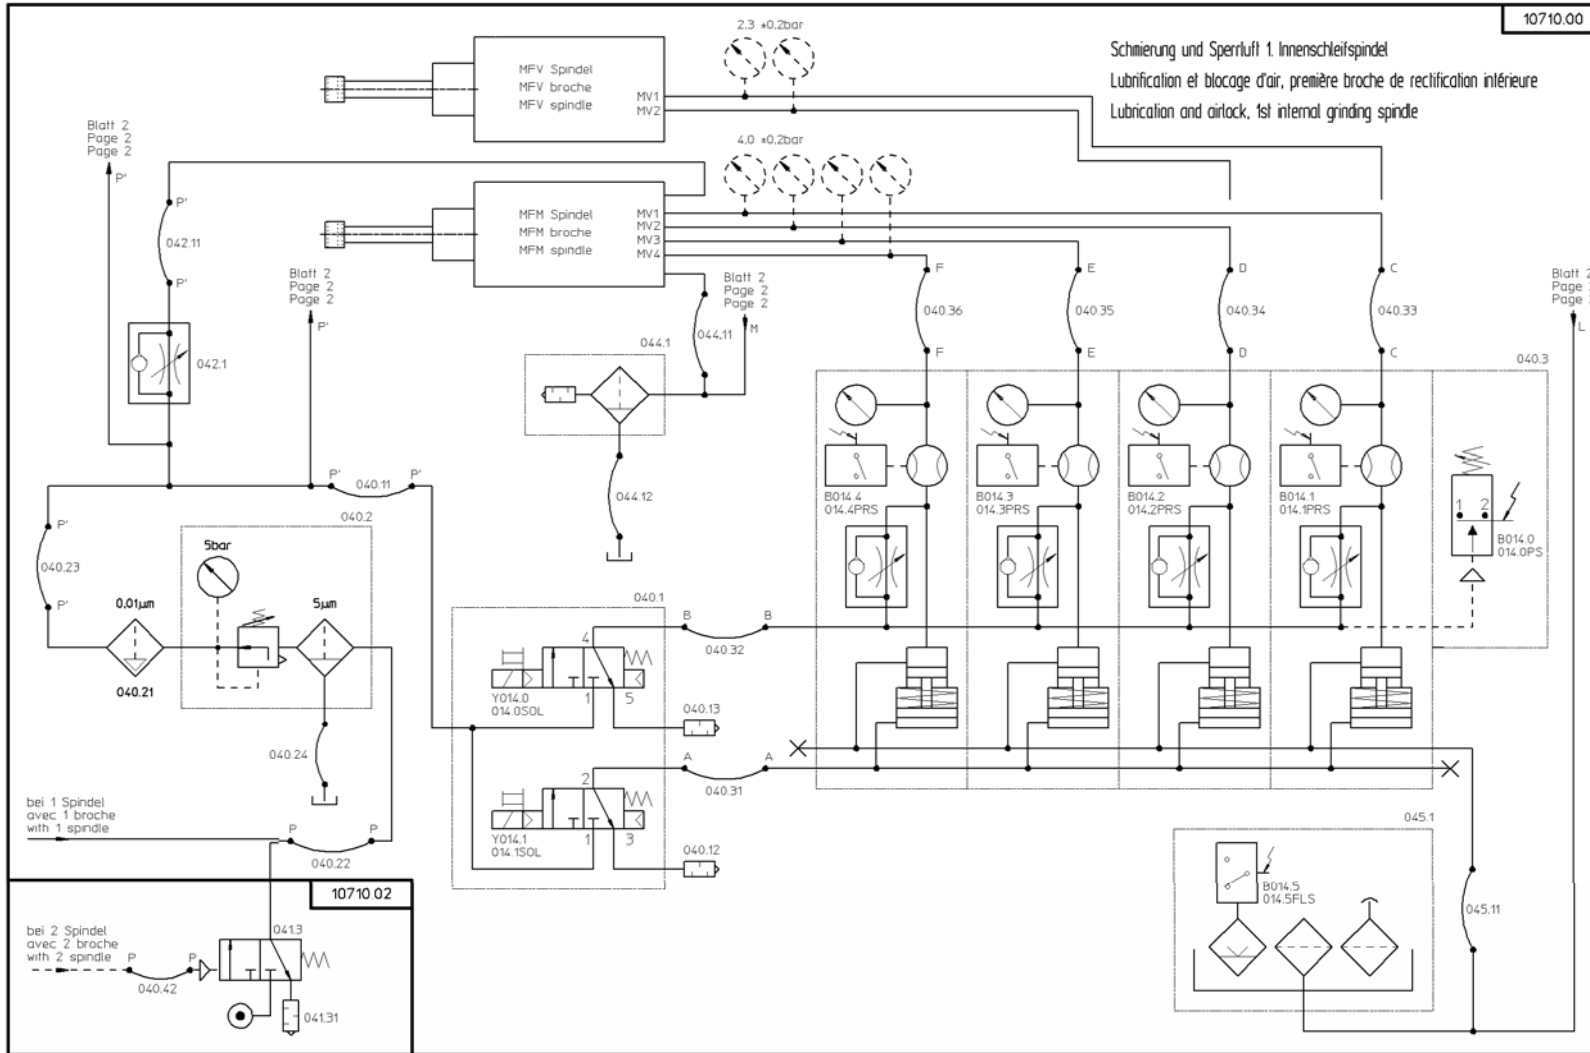 10710.00
Schmierung und Sperrluft 1. Innenschleifspindel
Lubrification et blocage d'air, première broche de rectification intérieure
Lubrication and airlock, 1st internal grinding spindle
2,3 ±0,2bar
MFV Spindel
MFV broche
MFV spindle
MV1
MV2
4,0 ±0,2bar
MFM Spindel
MFM broche
MFM spindle
MV1
MV2
MV3
MV4
Blatt 2
Page 2
Page 2
P'
P'
042.11
P'
042.1
Blatt 2
Page 2
Page 2
P'
Blatt 2
Page 2
Page 2
M
044.11
044.1
044.12
F
040.36
F
E
040.35
E
D
040.34
D
C
040.33
C
Blatt 2
Page
Page
L
040.3
B014.4
014.4PRS
B014.3
014.3PRS
B014.2
014.2PRS
B014.1
014.1PRS
1 2
B014.0
014.0PS
P' 040.11 P'
P'
040.23
P'
040.2
5bar
0,01µm
5µm
040.21
040.24
040.1
B B
040.32
4
Y014.0
014.0SOL
1 5
040.13
A A
040.31
2
Y014.1
014.1SOL
1 3
040.12
bei 1 Spindel
avec 1 broche
with 1 spindle
P P
040.22
10710.02
bei 2 Spindel
avec 2 broche
with 2 spindle
P P
040.42
041.3
041.31
045.1
B014.5
014.5FLS
045.11